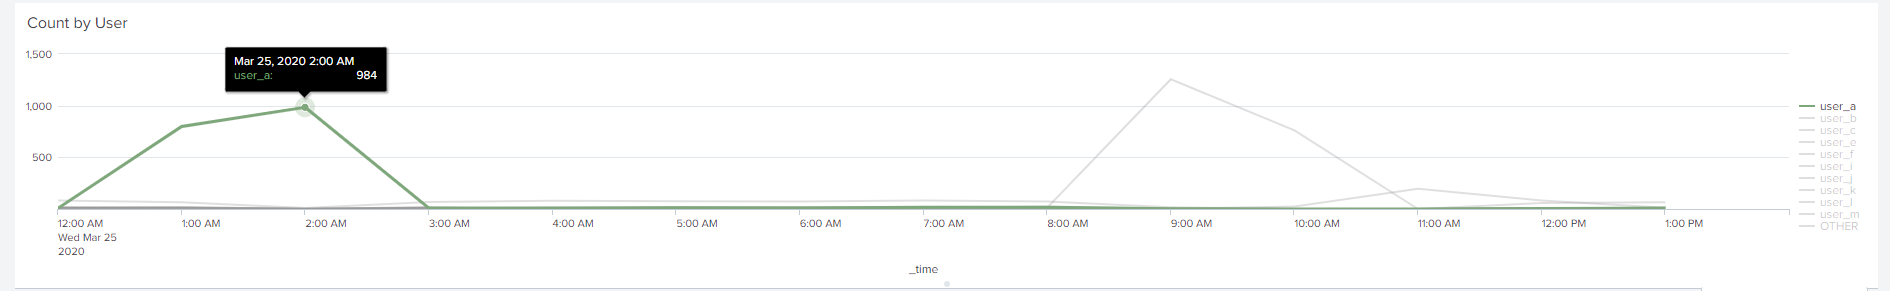 Count by User
1,500
Mar 25, 2020 2:00 AM
user_a: 984
1,000
500
user_a
user_b
user_c
user_e
user_f
user_i
user_j
user_k
user_l
user_m
OTHER
12:00 AM 1:00 AM 2:00 AM 3:00 AM 4:00 AM 5:00 AM 6:00 AM 7:00 AM 8:00 AM 9:00 AM 10:00 AM 11:00 AM 12:00 PM 1:00 PM
Wed Mar 25
2020
_time